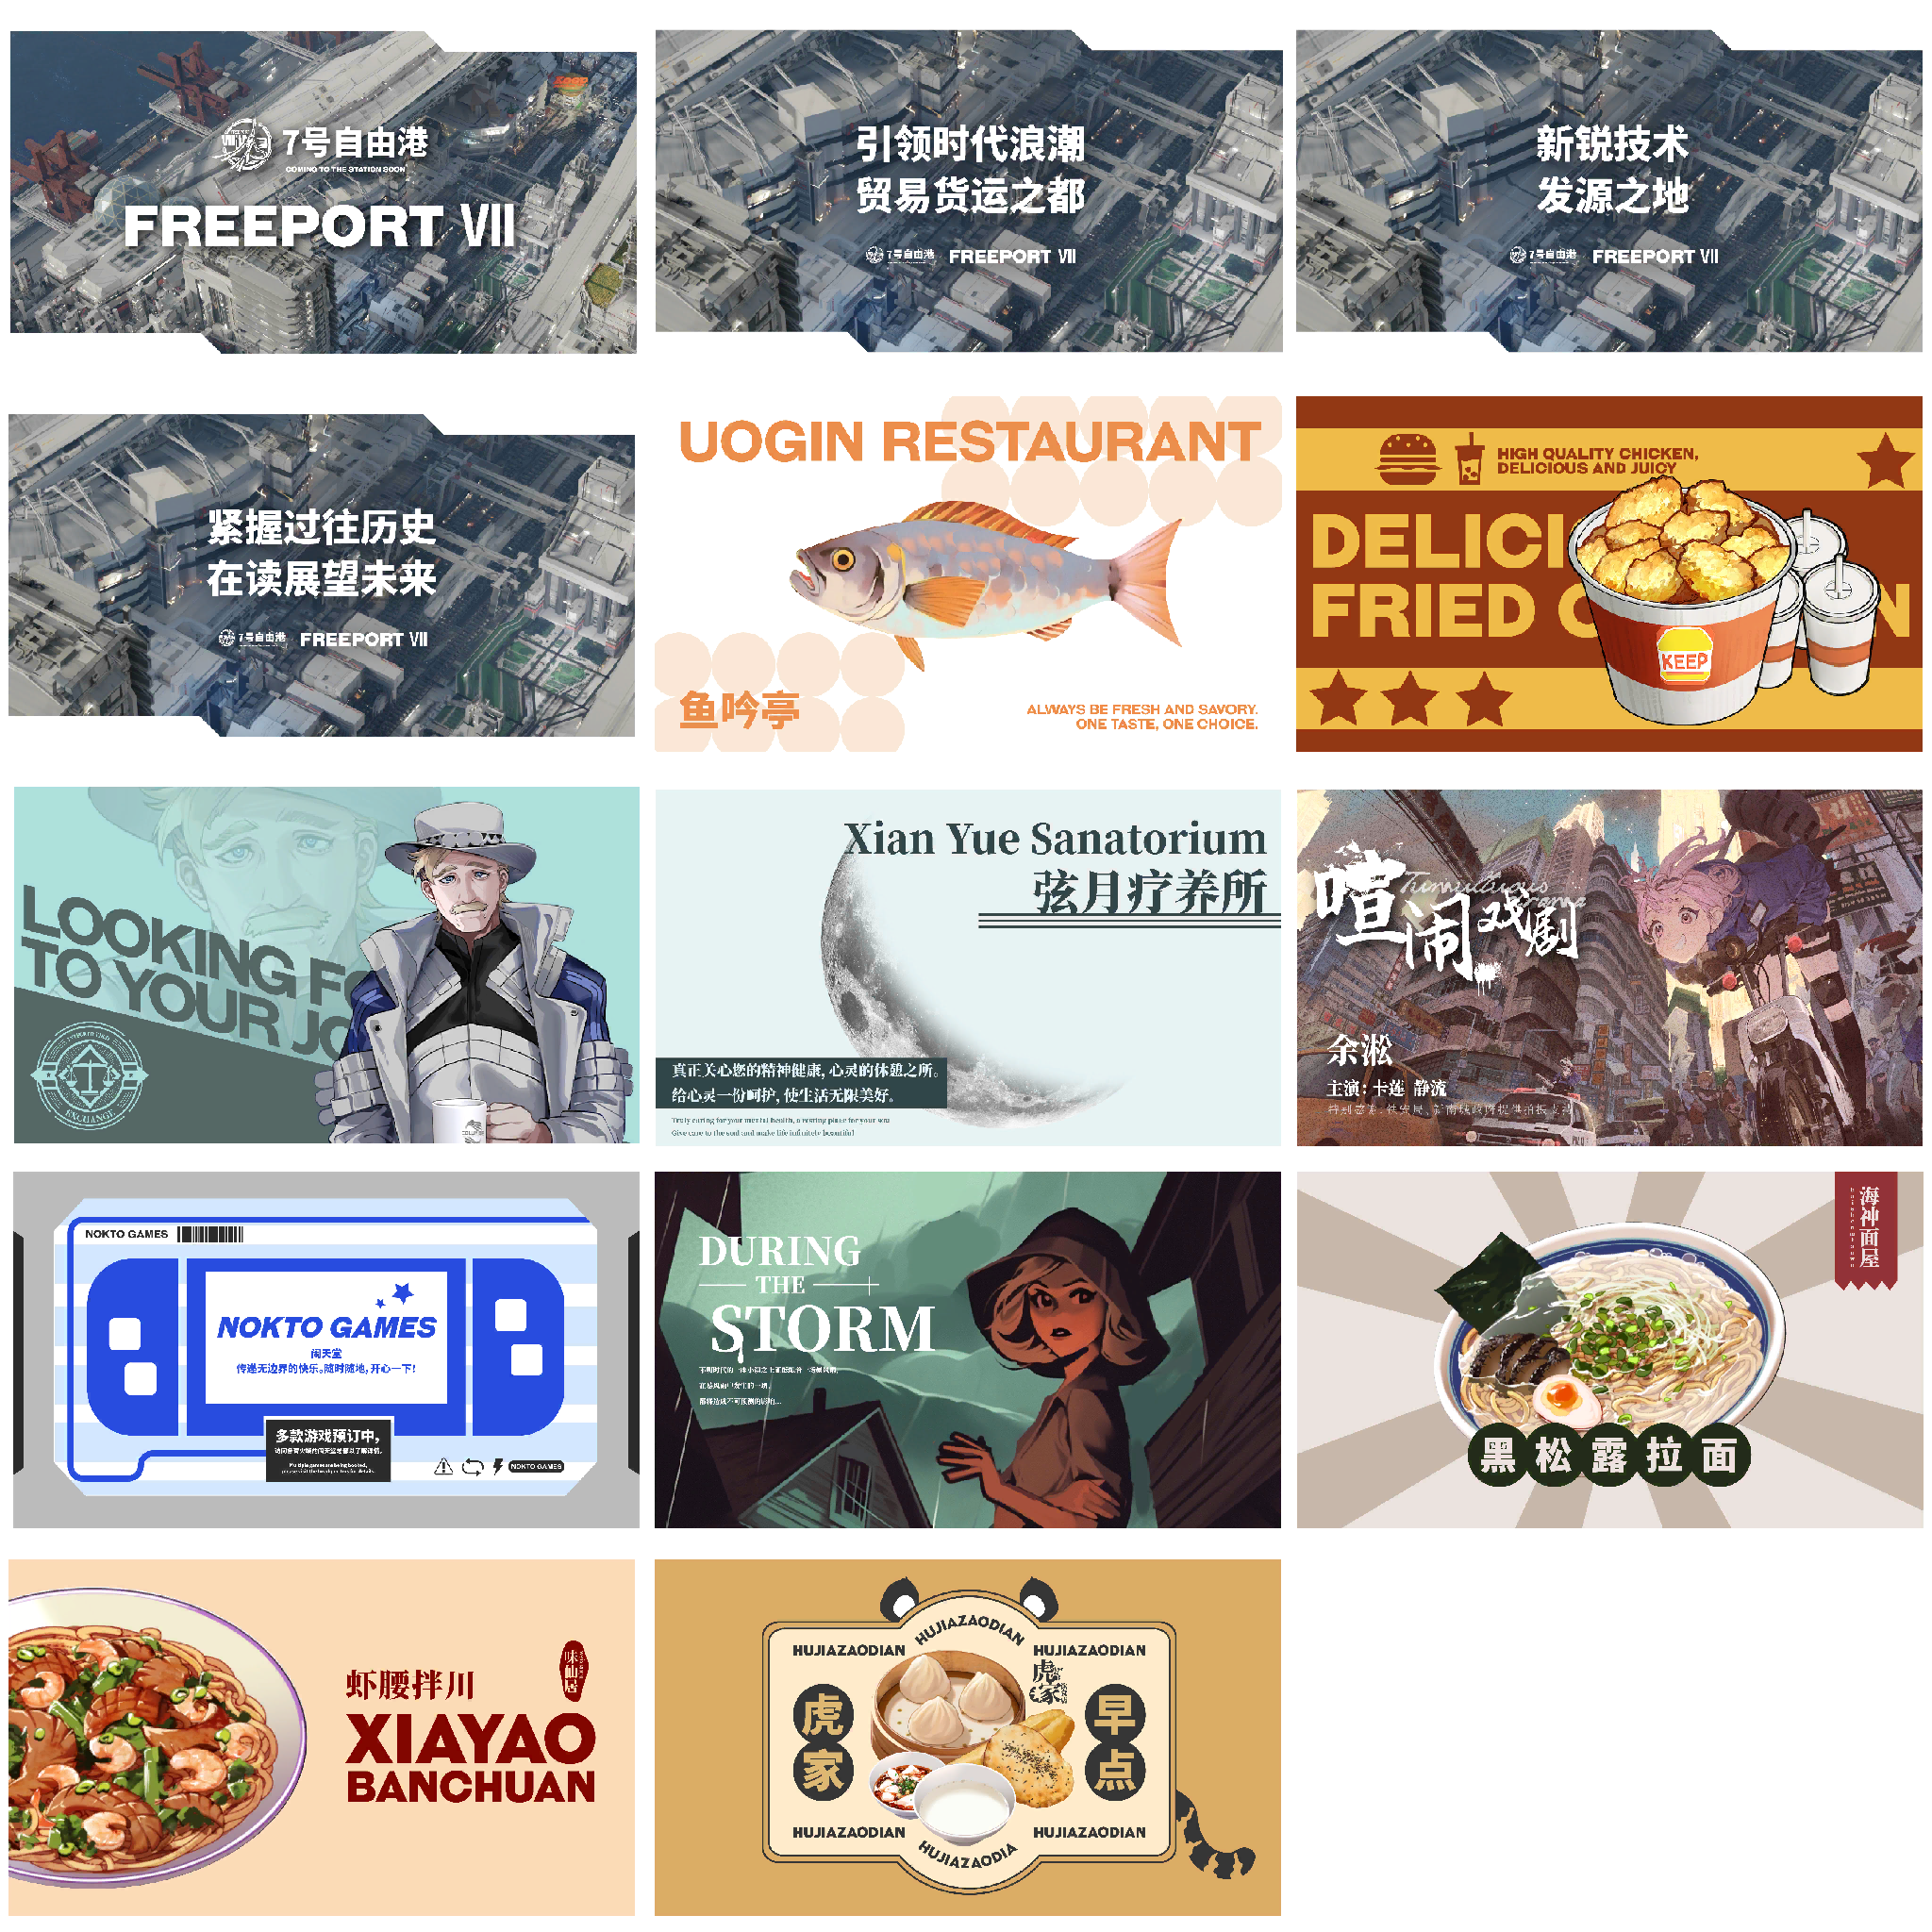 7号自由港
COMING TO THE STATION SOON
FREEPORT VII
引领时代浪潮
贸易货运之都
7号自由港 FREEPORT VII
新锐技术
发源之地
7号自由港 FREEPORT VII
紧握过往历史
在读展望未来
7号自由港 FREEPORT VII
UOGIN RESTAURANT
鱼吟亭
ALWAYS BE FRESH AND SAVORY.
ONE TASTE, ONE CHOICE.
HIGH QUALITY CHICKEN,
DELICIOUS AND JUICY
DELICI
FRIED C N
KEEP
LOOKING FO
TO YOUR JO
EXCHANGE
Xian Yue Sanatorium
弦月疗养所
真正关心您的精神健康,心灵的休憩之所。
给心灵一份呵护,使生活无限美好。
Truly caring for your mental health, a resting place for your soul
Give care to the soul and make life infinitely beautiful
喧闹戏剧
Tumultuous
余淞
主演:卡莲 静流
NOKTO GAMES
NOKTO GAMES
闹天堂
传递无边界的快乐。随时随地,开心一下!
多款游戏预订中,
Multiple games are being booked,
NOKTO GAMES
DURING
THE
STORM
海神面屋
黑松露拉面
虾腰拌川
味仙居
XIAYAO
BANCHUAN
HUJIAZAODIAN
HUJIAZAODIAN
HUJIAZAODIAN
虎家
虎家
早点
HUJIAZAODIAN
HUJIAZAODIA
HUJIAZAODIAN